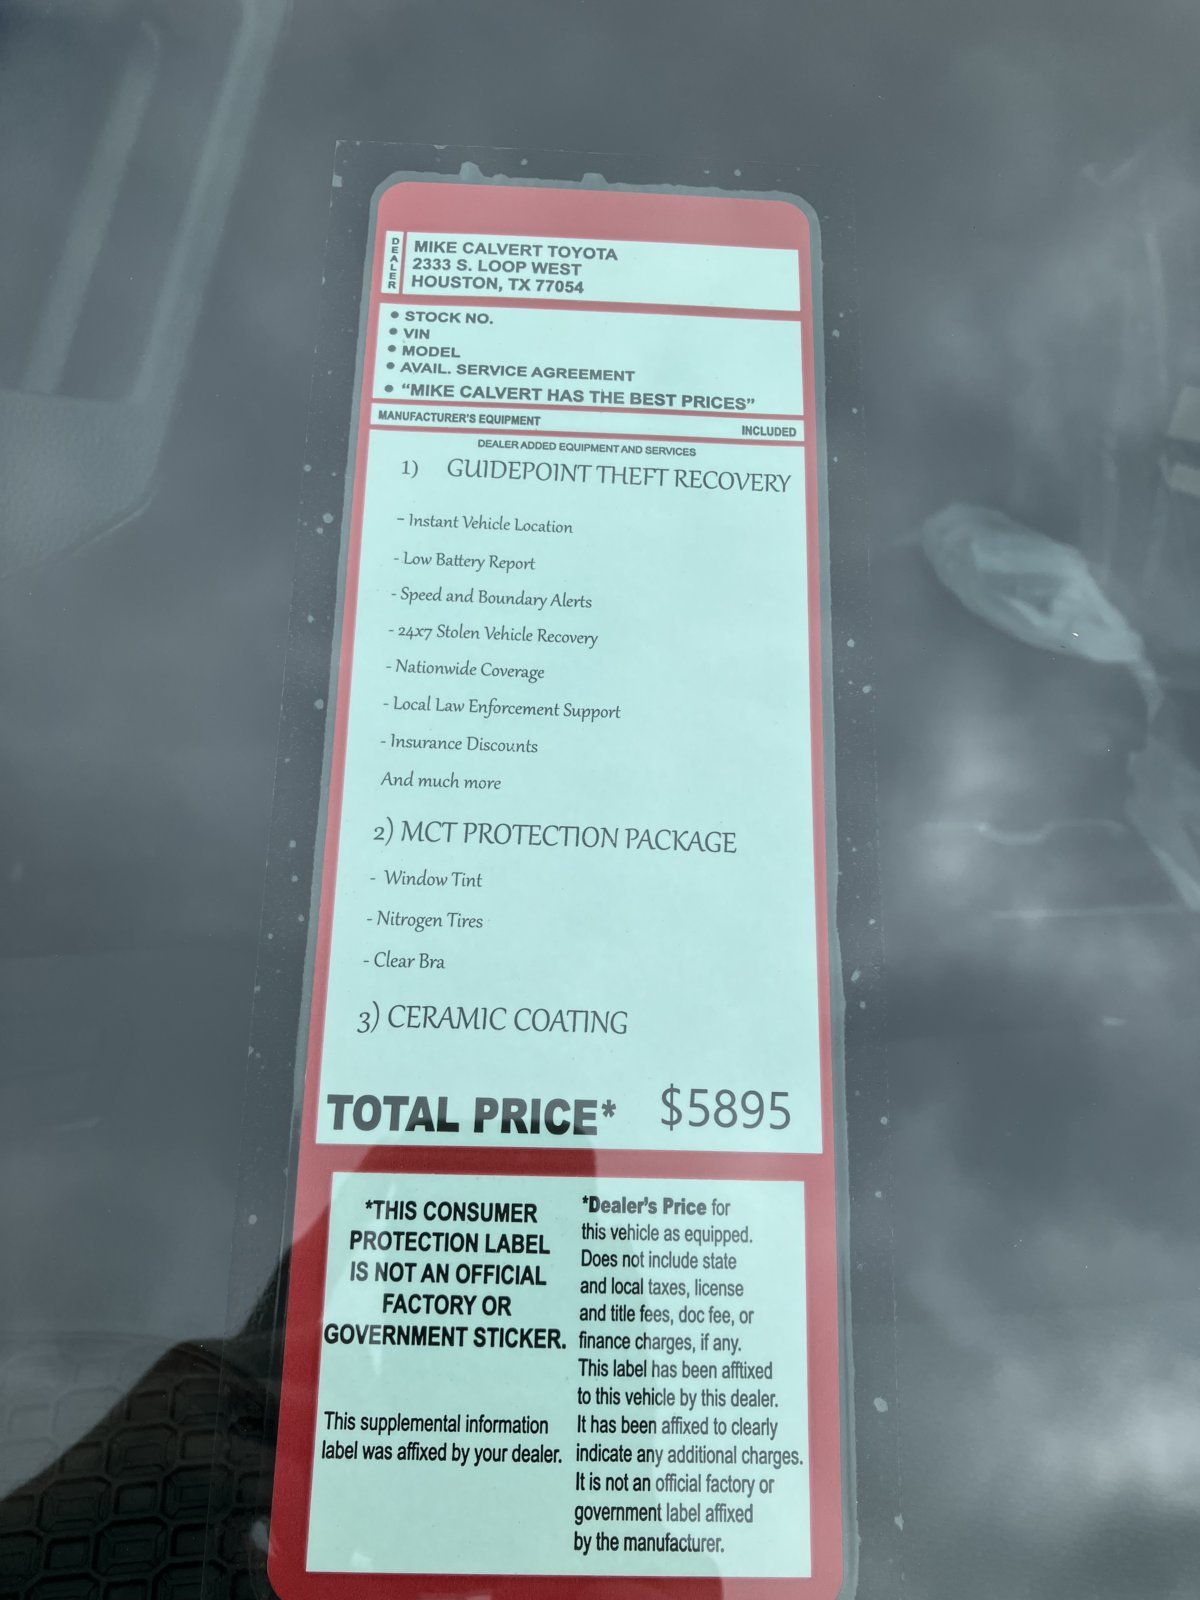 DEALER
MIKE CALVERT TOYOTA
2333 S. LOOP WEST
HOUSTON, TX 77054
• STOCK NO.
• VIN
• MODEL
• AVAIL. SERVICE AGREEMENT
• “MIKE CALVERT HAS THE BEST PRICES”
MANUFACTURER'S EQUIPMENT INCLUDED
DEALER ADDED EQUIPMENT AND SERVICES
1) GUIDEPOINT THEFT RECOVERY
- Instant Vehicle Location
- Low Battery Report
- Speed and Boundary Alerts
- 24x7 Stolen Vehicle Recovery
- Nationwide Coverage
- Local Law Enforcement Support
- Insurance Discounts
And much more
2) MCT PROTECTION PACKAGE
- Window Tint
- Nitrogen Tires
- Clear Bra
3) CERAMIC COATING
TOTAL PRICE* $5895
*THIS CONSUMER
PROTECTION LABEL
IS NOT AN OFFICIAL
FACTORY OR
GOVERNMENT STICKER.
This supplemental information
label was affixed by your dealer.
*Dealer's Price for
this vehicle as equipped.
Does not include state
and local taxes, license
and title fees, doc fee, or
finance charges, if any.
This label has been afftixed
to this vehicle by this dealer.
It has been affixed to clearly
indicate any additional charges.
It is not an official factory or
government label affixed
by the manufacturer.